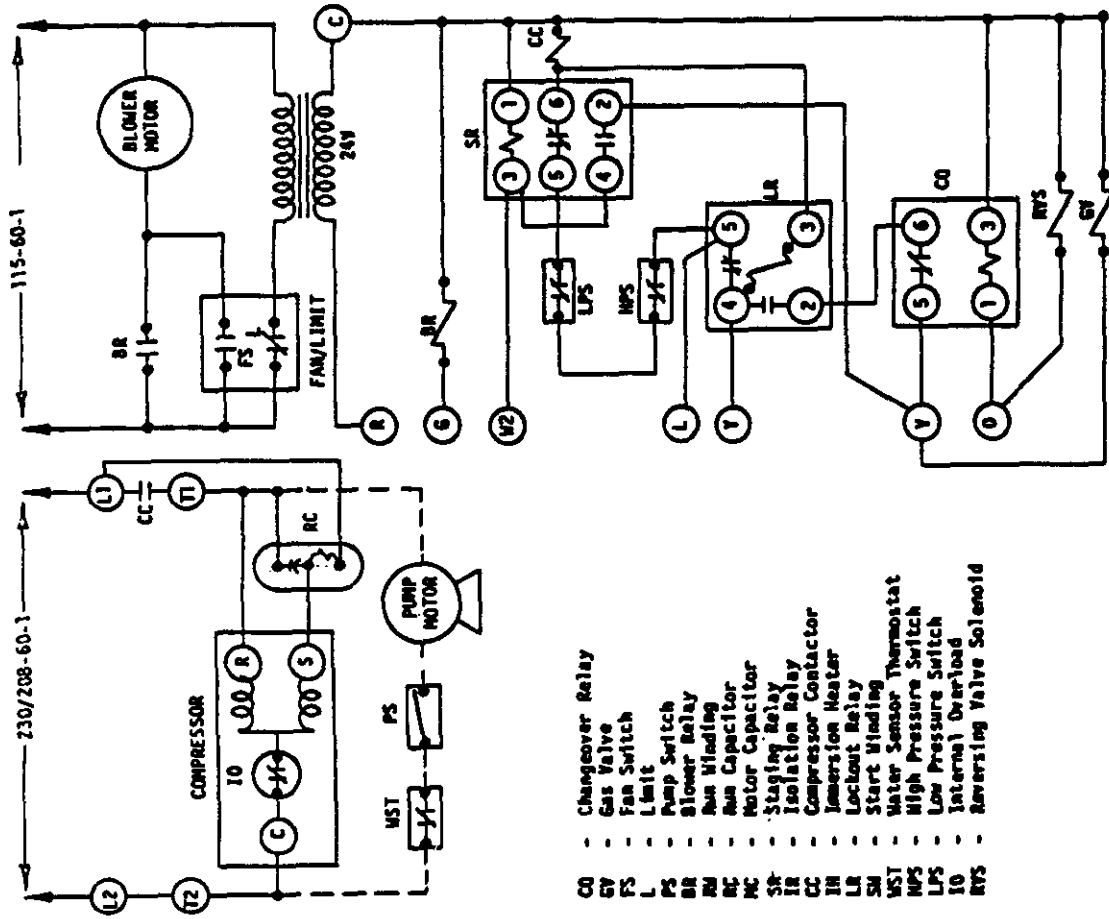 230/208-60-1
L1
CC
T1
RC
COMPRESSOR
R
S
IO
C
L2
T2
PUMP
MOTOR
PS
WST
115-60-1
BLOWER
MOTOR
BR
FS
L
FAN/LIMIT
24V
C
R
BR
G
SR
CC
1
6
2
3
5
4
W2
LPS
HPS
LR
5
3
4
2
L
Y
CO
6
3
5
1
Y
O
RVS
GV
CO - Changeover Relay
GV - Gas Valve
FS - Fan Switch
L - Limit
PS - Pump Switch
BR - Blower Relay
RW - Run Winding
RC - Run Capacitor
MC - Motor Capacitor
SR - Staging Relay
IR - Isolation Relay
CC - Compressor Contactor
IH - Immersion Heater
LR - Lockout Relay
SW - Start Winding
WST - Water Sensor Thermostat
HPS - High Pressure Switch
LPS - Low Pressure Switch
IO - Internal Overload
RVS - Reversing Valve Solenoid